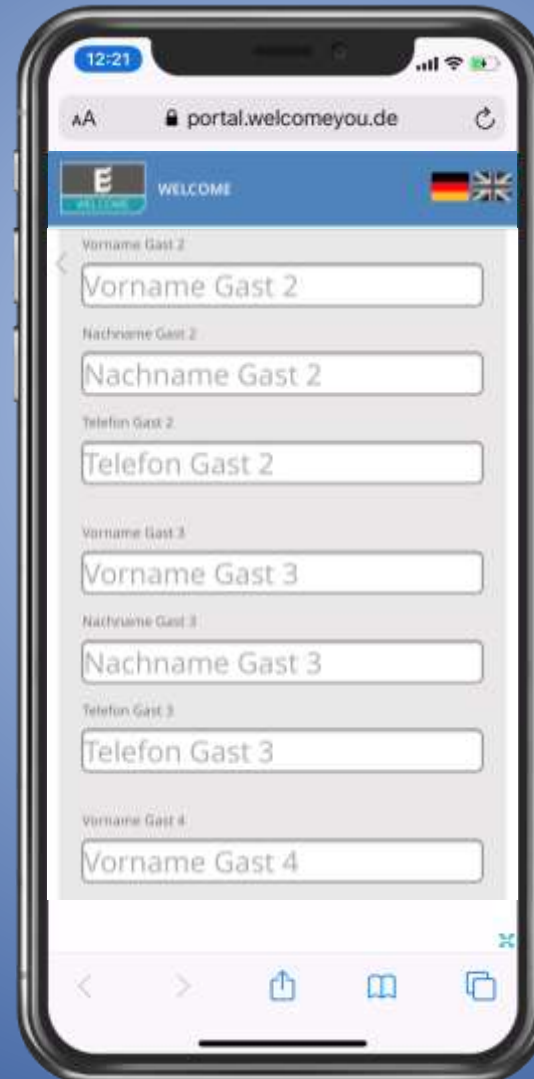 12:21
AA portal.welcomeyou.de
E
WELCOME
WELCOME
Vorname Gast 2
Vorname Gast 2
Nachname Gast 2
Nachname Gast 2
Telefon Gast 2
Telefon Gast 2
Vorname Gast 3
Vorname Gast 3
Nachname Gast 3
Nachname Gast 3
Telefon Gast 3
Telefon Gast 3
Vorname Gast 4
Vorname Gast 4